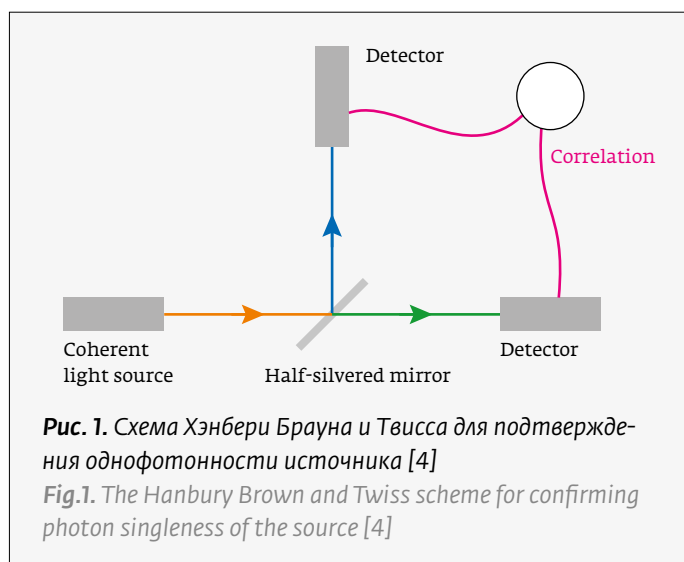 Detector
Correlation
Coherent
light source
Half-silvered mirror
Detector
Рис. 1. Схема Хэнбери Брауна и Твисса для подтвержде-
ния однофотонности источника [4]
Fig.1. The Hanbury Brown and Twiss scheme for confirming
photon singleness of the source [4]